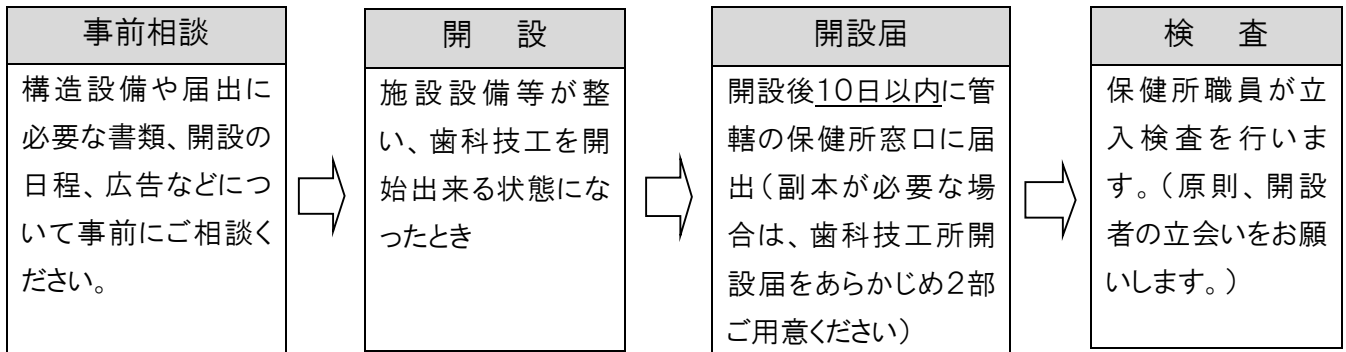 事前相談
構造設備や届出に
必要な書類、開設の
日程、広告などにつ
いて事前にご相談く
ださい。
開　設
施設設備等が整
い、歯科技工を開
始出来る状態にな
ったとき
開設届
開設後10日以内に管
轄の保健所窓口に届
出（副本が必要な場
合は、歯科技工所開
設届をあらかじめ2部
ご用意ください）
検　査
保健所職員が立
入検査を行いま
す。（原則、開設
者の立会いをお願
いします。）